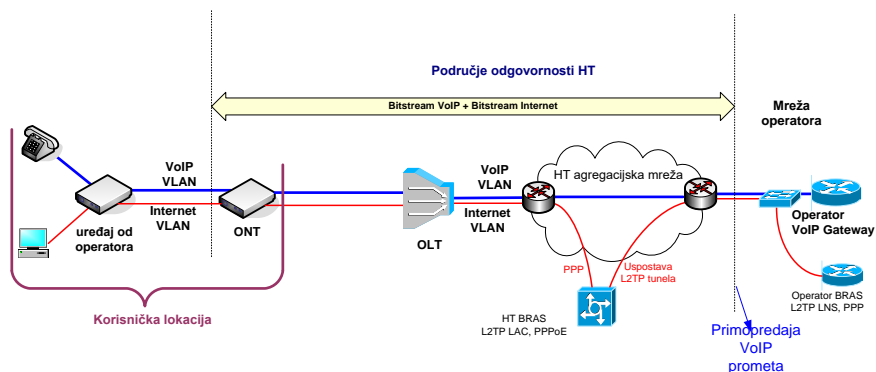 Područje odgovornosti HT
Bitstream VoIP + Bitstream Internet
Mreža
operatora
VoIP
VLAN
Internet
VLAN
uređaj od
operatora
ONT
OLT
VoIP
VLAN
Internet
VLAN
HT agregacijska mreža
PPP
Uspostava
L2TP tunela
HT BRAS
L2TP LAC, PPPoE
Operator
VoIP Gateway
Operator BRAS
L2TP LNS, PPP
Korisnička lokacija
Primopredaja
VoIP
prometa